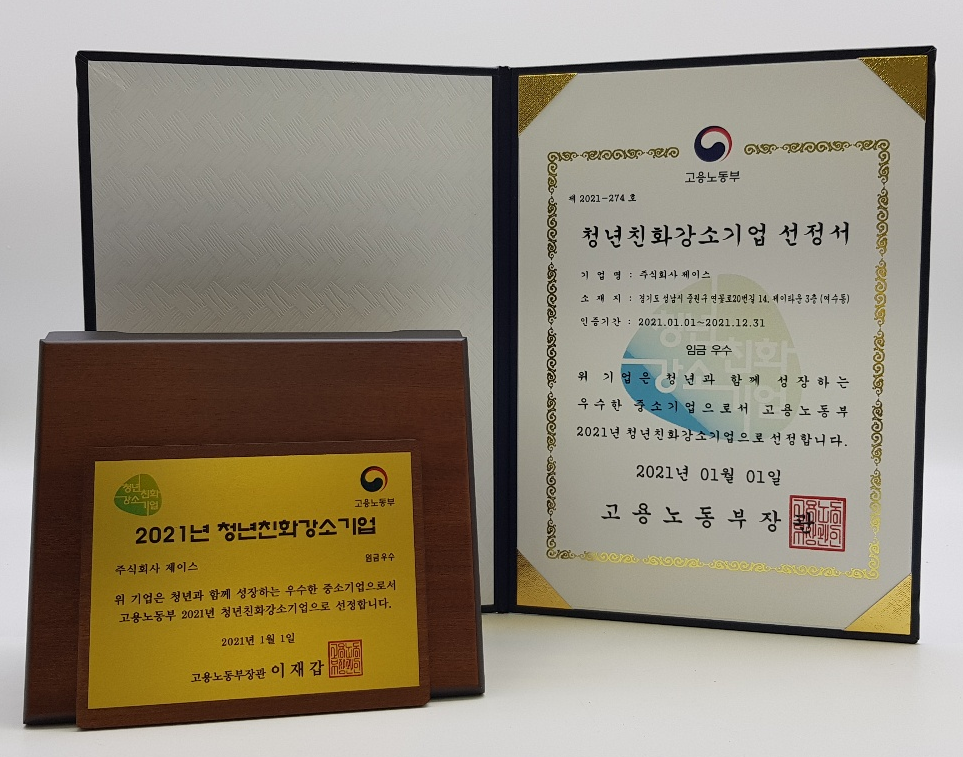 고용노동부
제 2021-274 호
청년친화강소기업 선정서
기 업 명 : 주식회사 제이스
소 재 지 : 경기도 성남시 중원구 연꽃로20번길 14, 제이타운 3층 (여수동)
인증기간 : 2021.01.01~2021.12.31
청년
친화
강소
기업
임금 우수
위 기업은 청년과 함께 성장하는
우수한 중소기업으로서 고용노동부
2021년 청년친화강소기업으로 선정합니다.
2021년 01월 01일
고용노동부장관
청년
친화
강소
기업
고용노동부
2021년 청년친화강소기업
임금우수
주식회사 제이스
위 기업은 청년과 함께 성장하는 우수한 중소기업으로서
고용노동부 2021년 청년친화강소기업으로 선정합니다.
2021년 1월 1일
고용노동부장관 이재갑